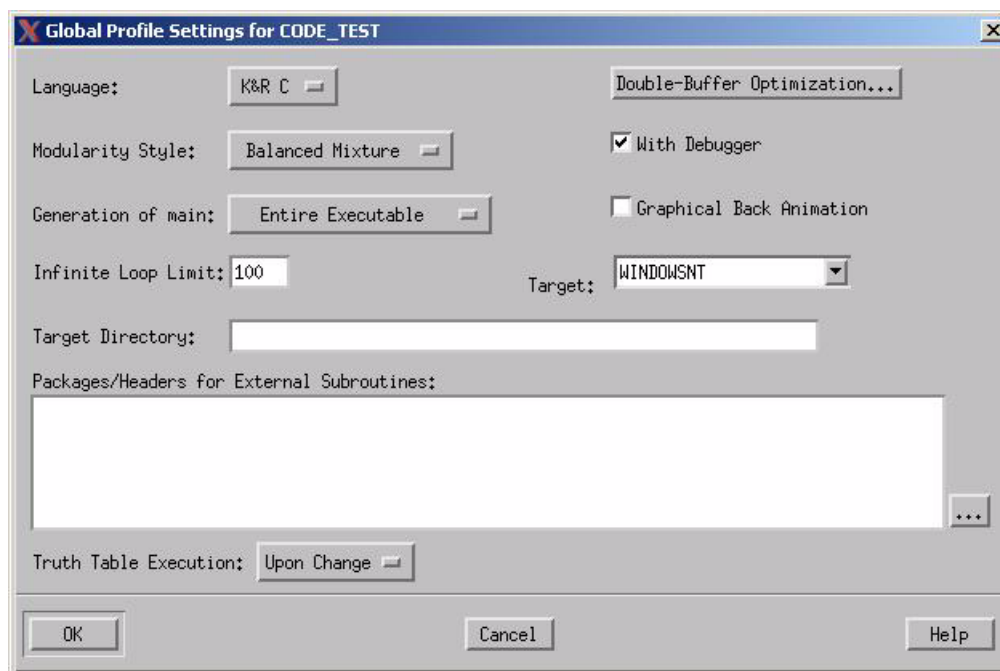 Global Profile Settings for CODE_TEST
Language: K&R C Double-Buffer Optimization...
Modularity Style: Balanced Mixture With Debugger
Generation of main: Entire Executable Graphical Back Animation
Infinite Loop Limit: 100 Target: WINDOWSNT
Target Directory:
Packages/Headers for External Subroutines:
...
Truth Table Execution: Upon Change
OK Cancel Help